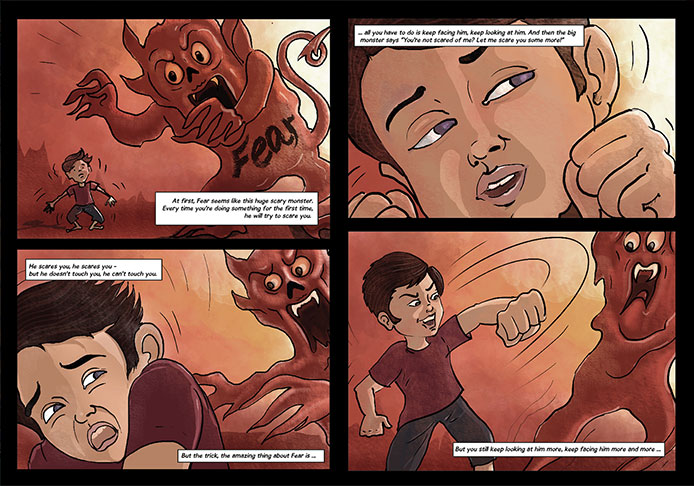 Fear
At first, Fear seems like this huge scary monster.
Every time you're doing something for the first time,
he will try to scare you.
He scares you, he scares you -
but he doesn't touch you, he can't touch you.
But the trick, the amazing thing about Fear is ...
... all you have to do is keep facing him, keep looking at him. And then the big
monster says "You're not scared of me? Let me scare you some more!"
But you still keep looking at him more, keep facing him more and more ...